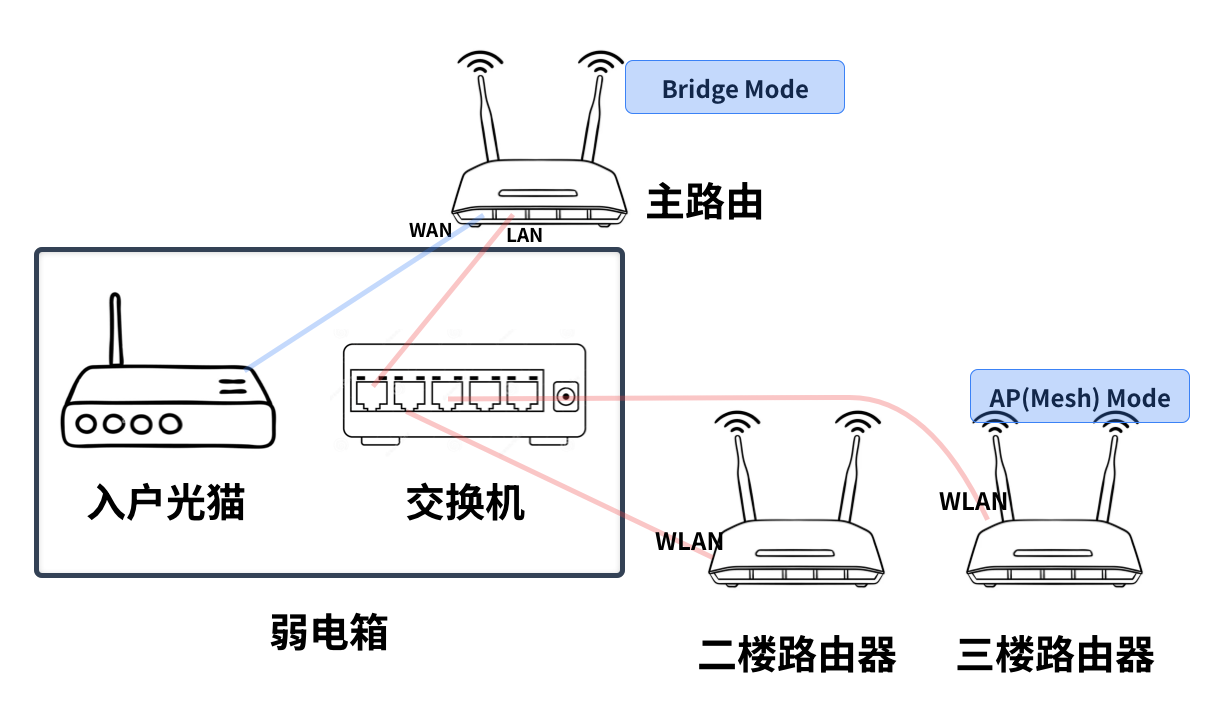 Bridge Mode
主路由
WAN
LAN
AP(Mesh) Mode
入户光猫
交换机
WLAN
WLAN
弱电箱
二楼路由器
三楼路由器